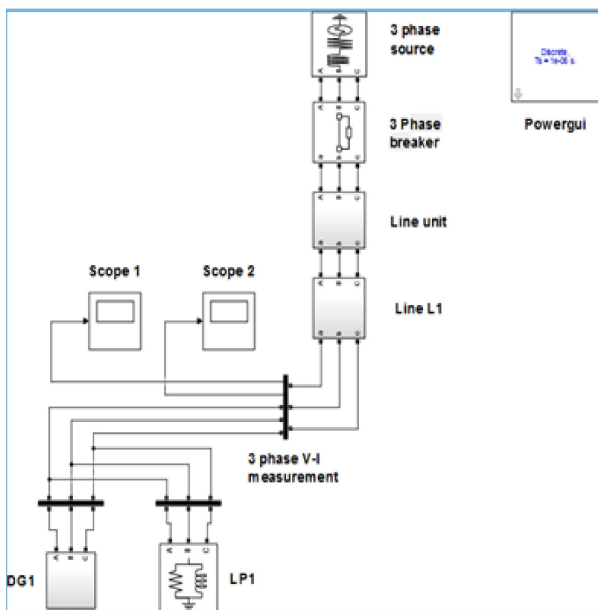 3 phase
source
A B C
Discrete,
Ts = 1e-06 s.
Powergui
A B C
3 Phase
breaker
a b c
A B C
Line unit
a b c
Scope 1
Scope 2
A B C
Line L1
a b c
3 phase V-I
measurement
A B C
DG1
A B C
LP1